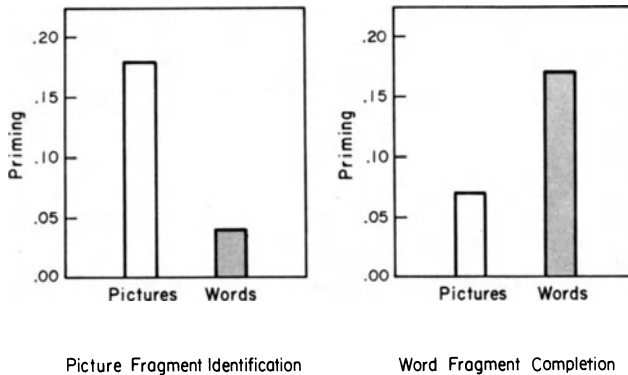 .20
.15
.10
.05
.00
Priming
Pictures Words
Picture Fragment Identification
.20
.15
.10
.05
.00
Priming
Pictures Words
Word Fragment Completion